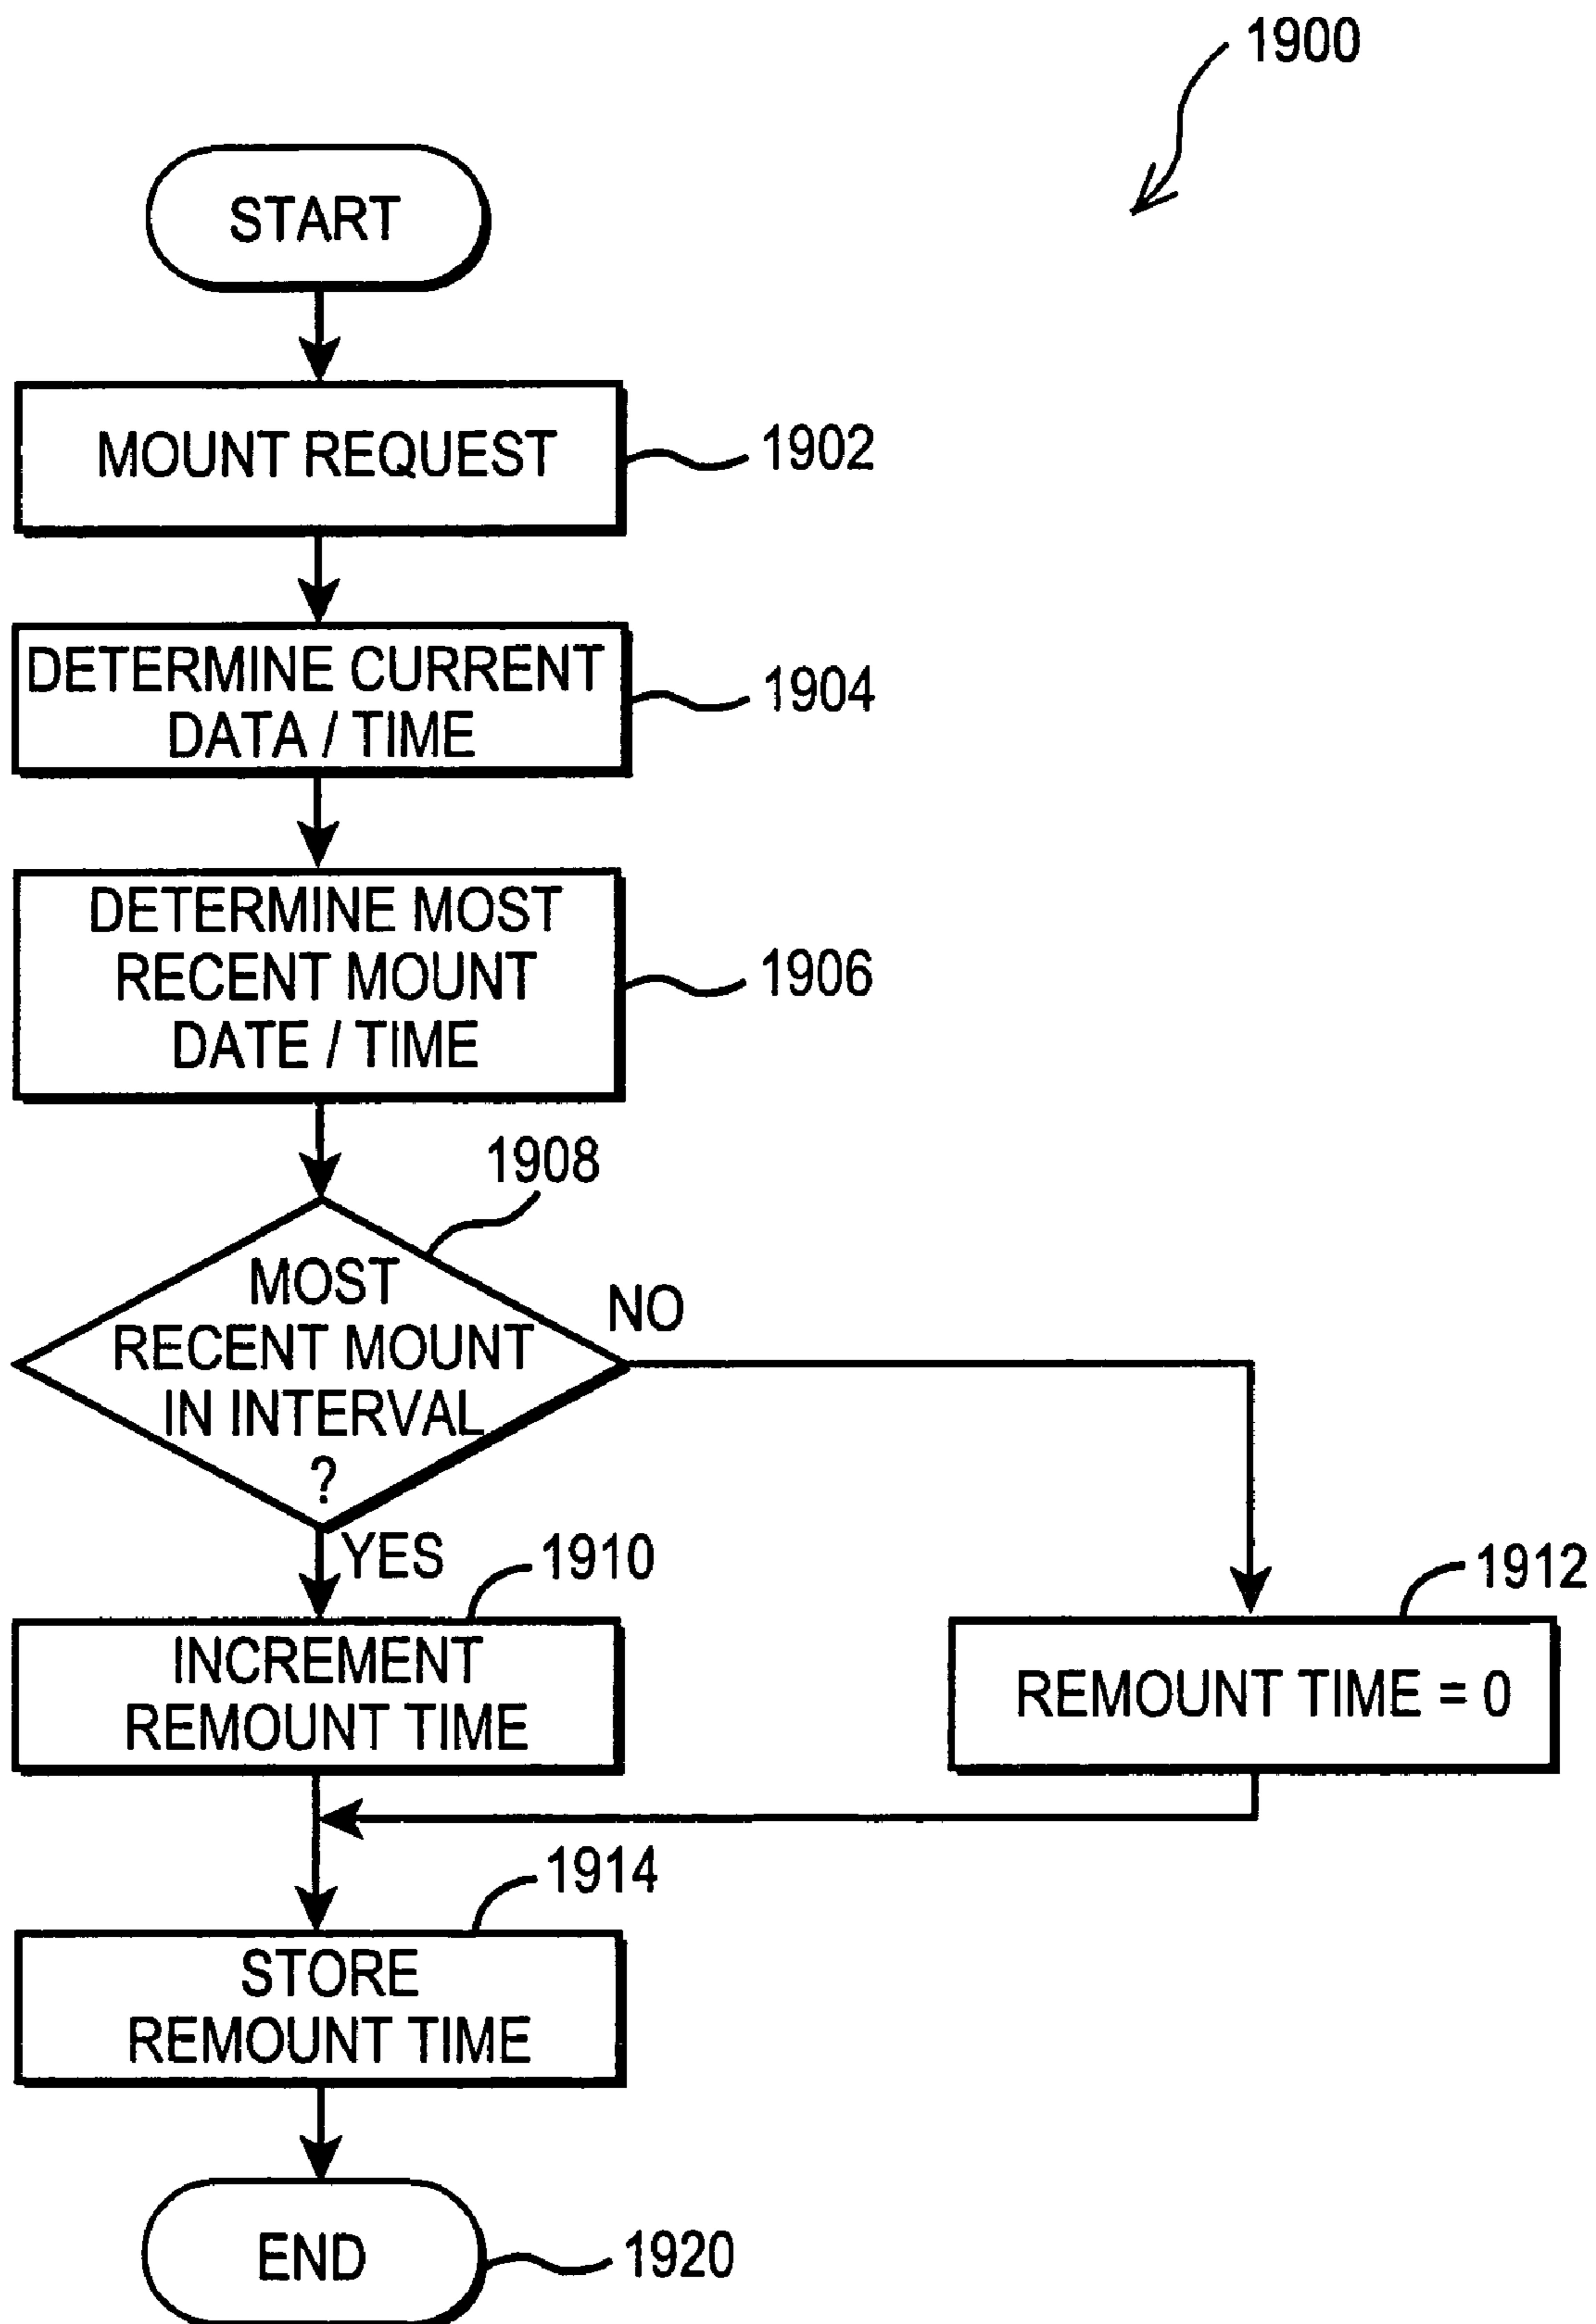 1900
START
MOUNT REQUEST
1902
DETERMINE CURRENT
DATA / TIME
1904
DETERMINE MOST
RECENT MOUNT
DATE / TIME
1906
1908
MOST
RECENT MOUNT
IN INTERVAL
?
NO
YES
1910
INCREMENT
REMOUNT TIME
1912
REMOUNT TIME = 0
1914
STORE
REMOUNT TIME
END
1920